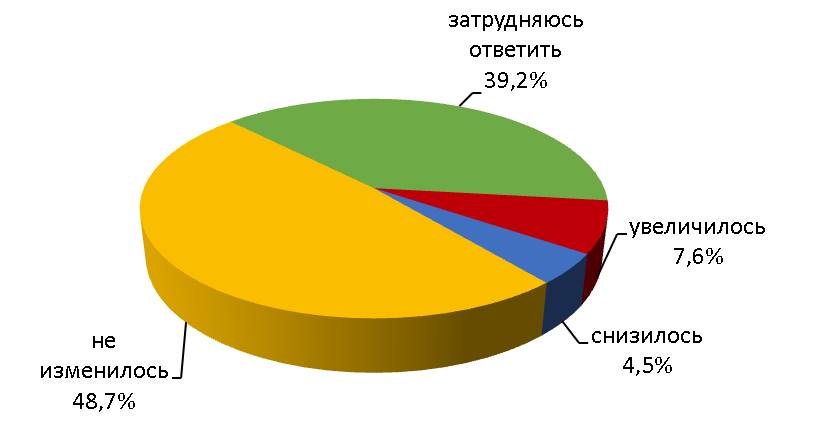 затрудняюсь
ответить
39,2%
увеличилось
7,6%
снизилось
4,5%
не
изменилось
48,7%